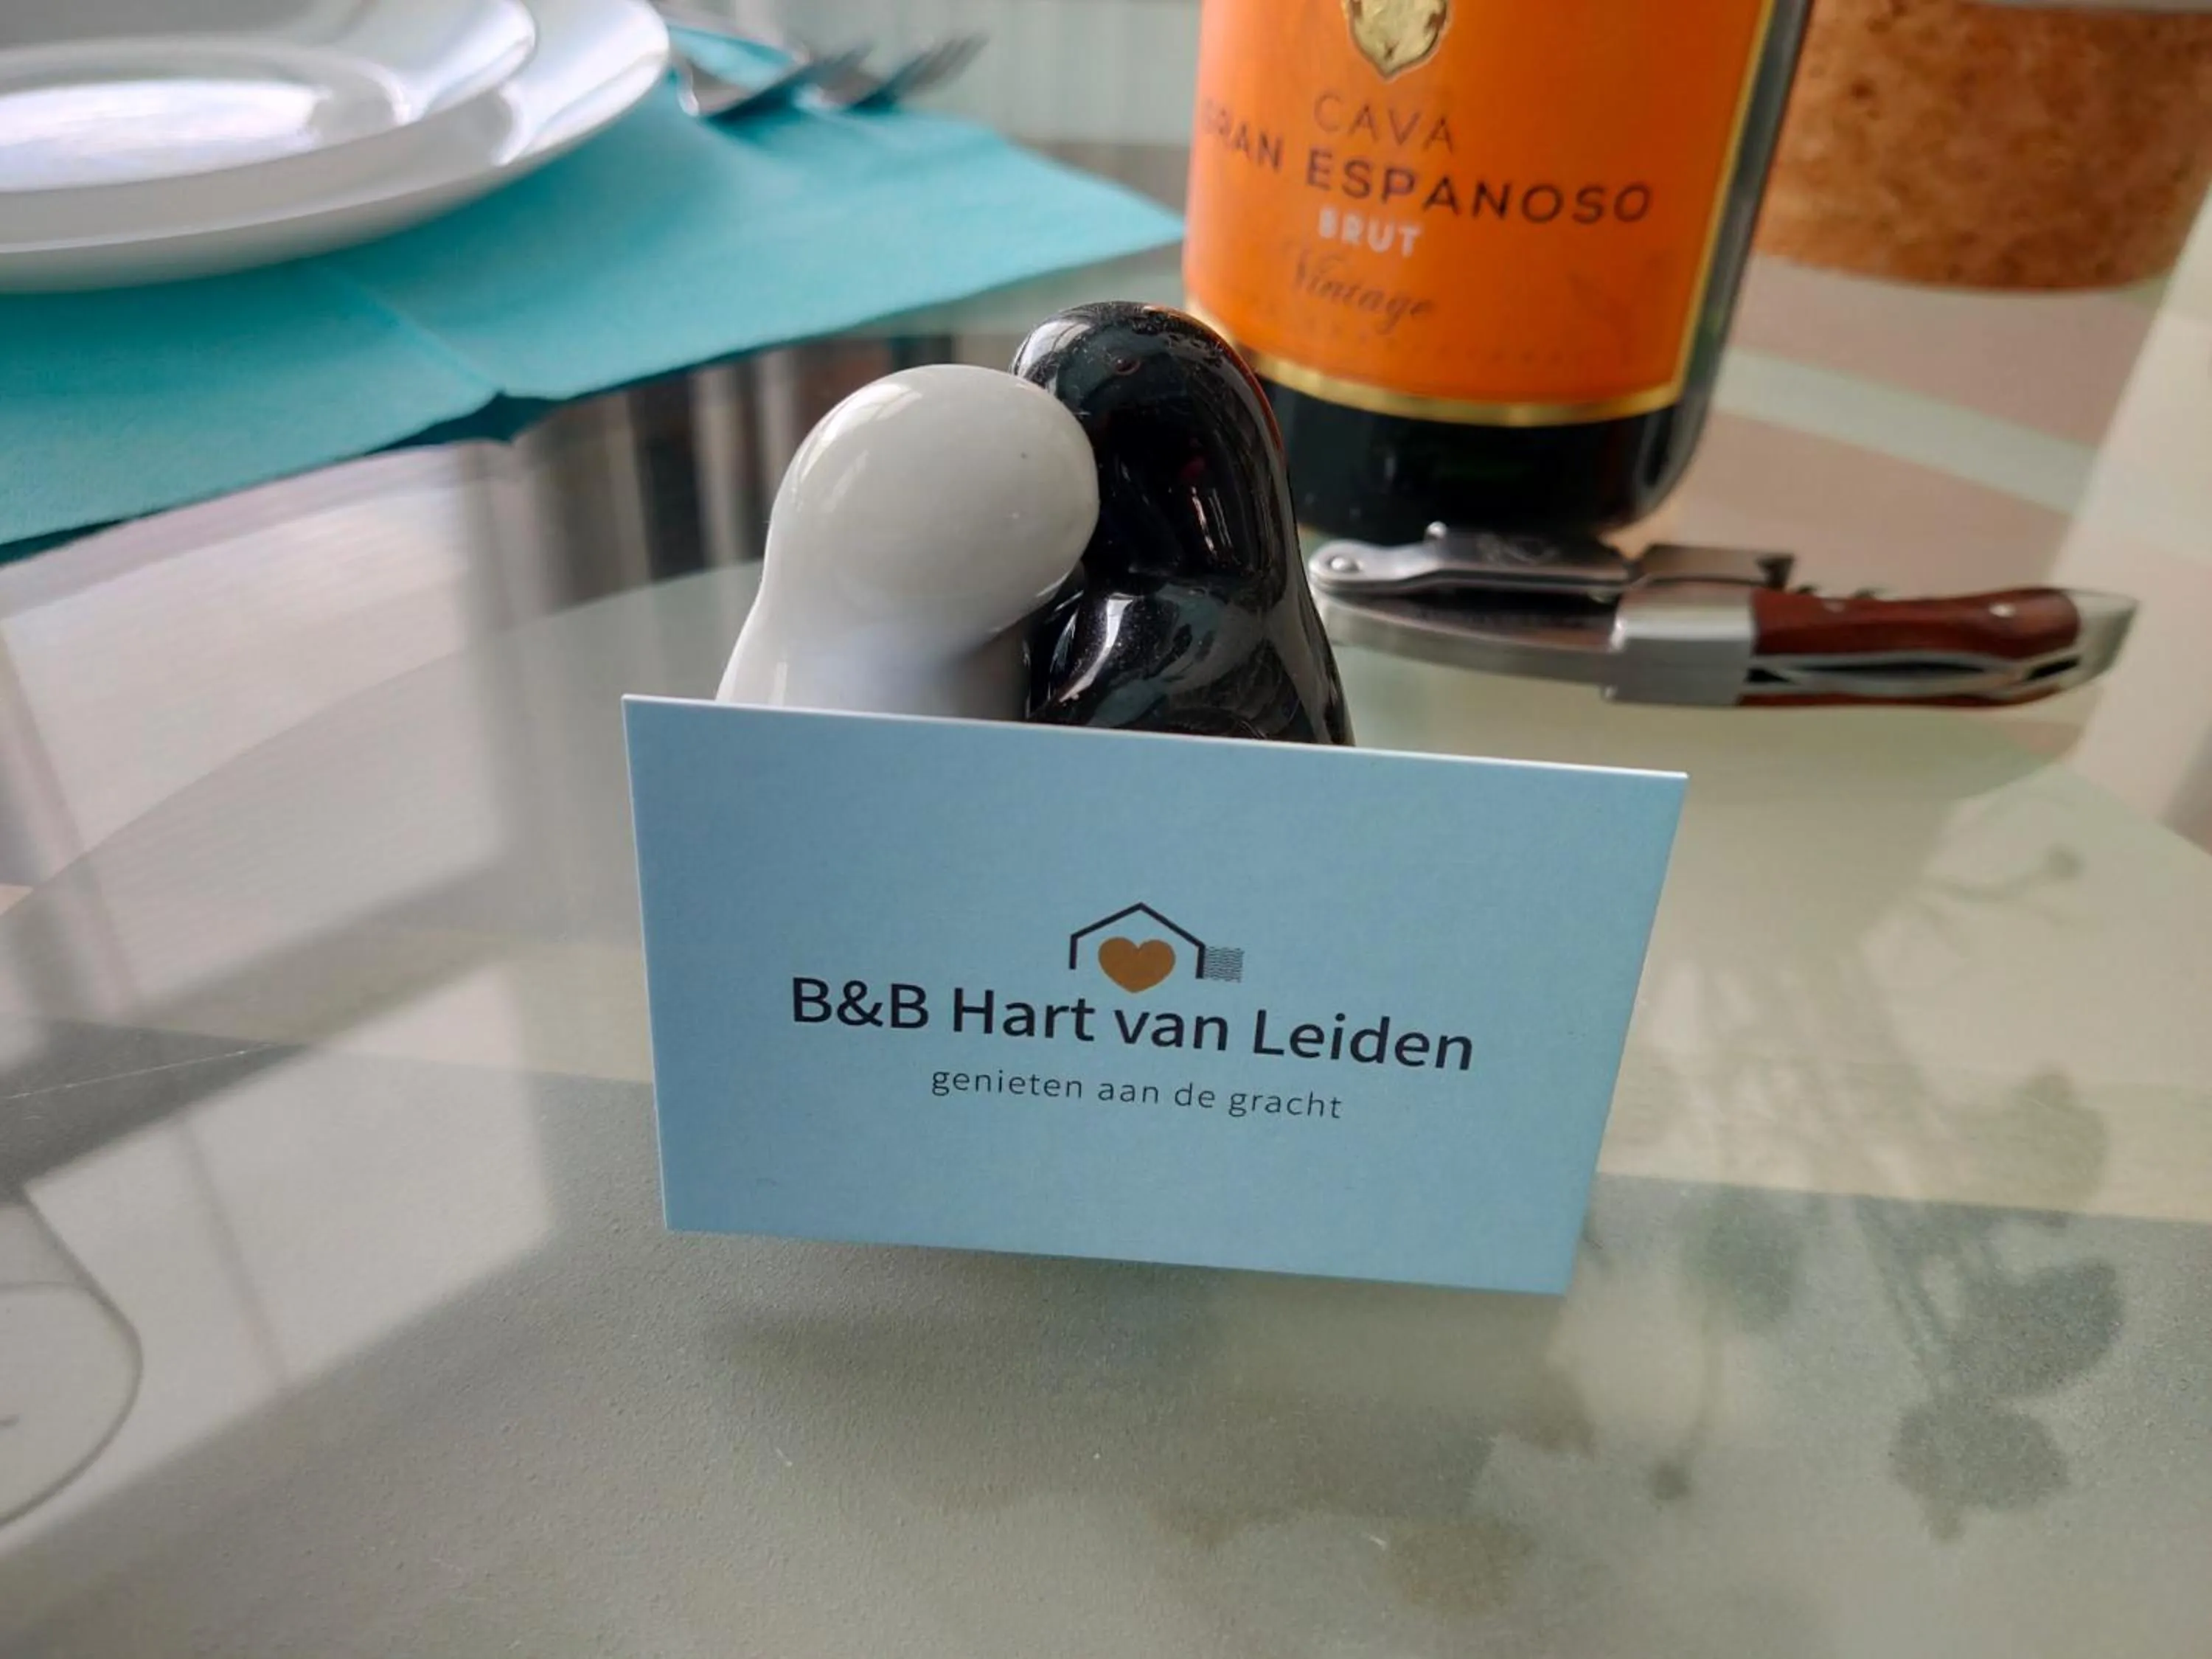 CAVA
GRAN ESPANOSO
BRUT
Vintage
B&B Hart van Leiden
genieten aan de gracht